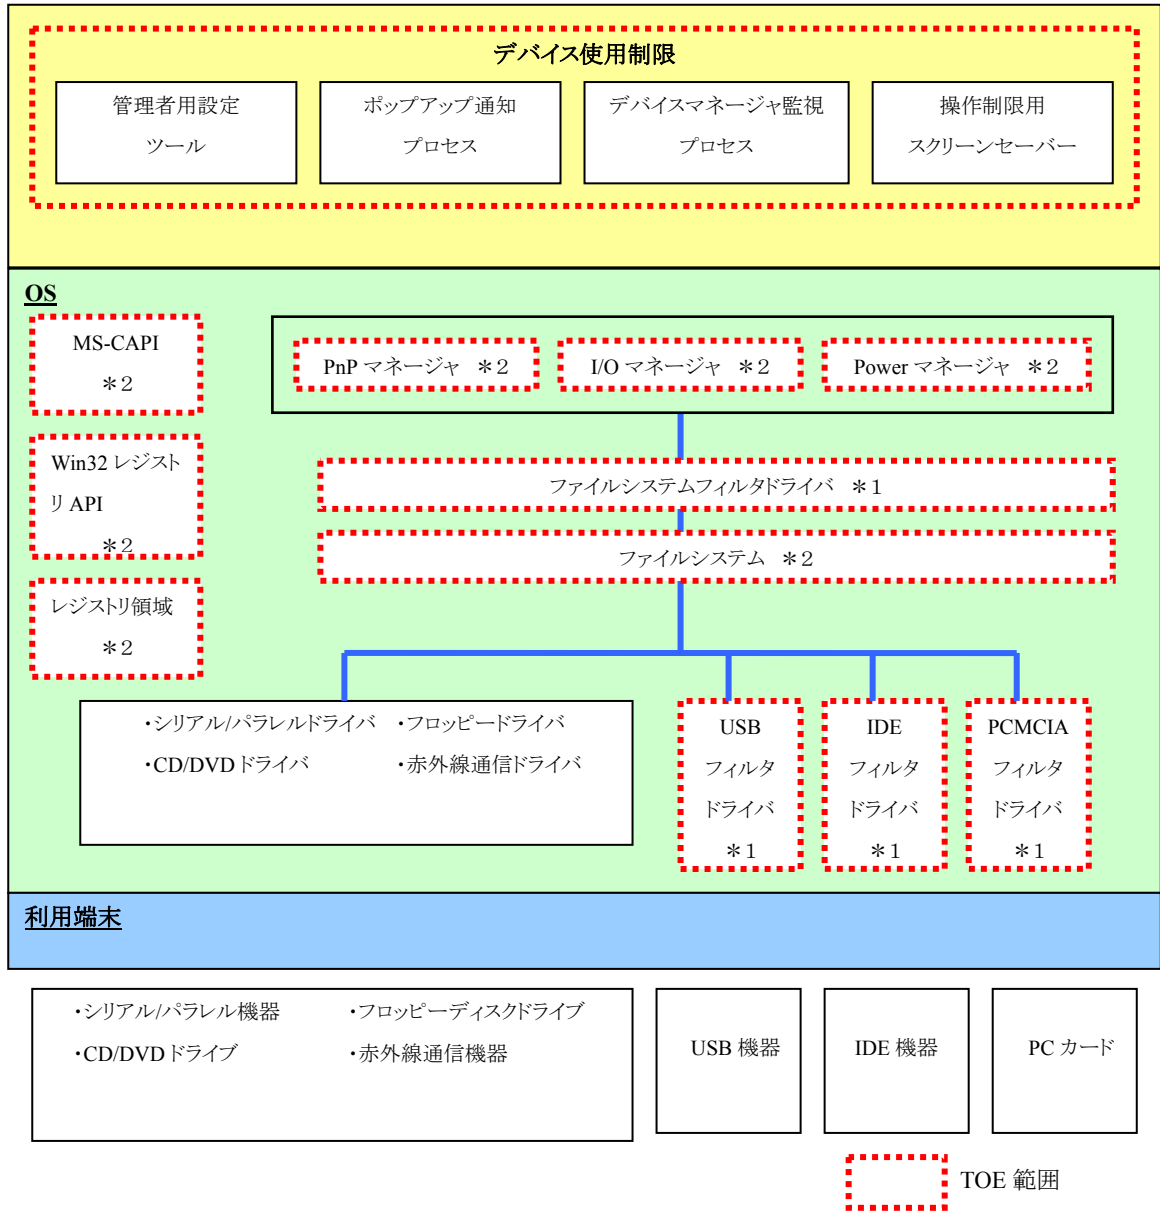 デバイス使用制限
管理者用設定
ツール
ポップアップ通知
プロセス
デバイスマネージャ監視
プロセス
操作制限用
スクリーンセーバー
OS
MS-CAPI
＊2
PnP マネージャ ＊2
I/O マネージャ ＊2
Power マネージャ ＊2
Win32 レジスト
リ API
＊2
ファイルシステムフィルタドライバ ＊1
ファイルシステム ＊2
レジストリ領域
＊2
・シリアル/パラレルドライバ ・フロッピードライバ
・CD/DVD ドライバ ・赤外線通信ドライバ
USB
フィルタ
ドライバ
＊1
IDE
フィルタ
ドライバ
＊1
PCMCIA
フィルタ
ドライバ
＊1
利用端末
・シリアル/パラレル機器 ・フロッピーディスクドライブ
・CD/DVD ドライブ ・赤外線通信機器
USB 機器
IDE 機器
PC カード
TOE 範囲